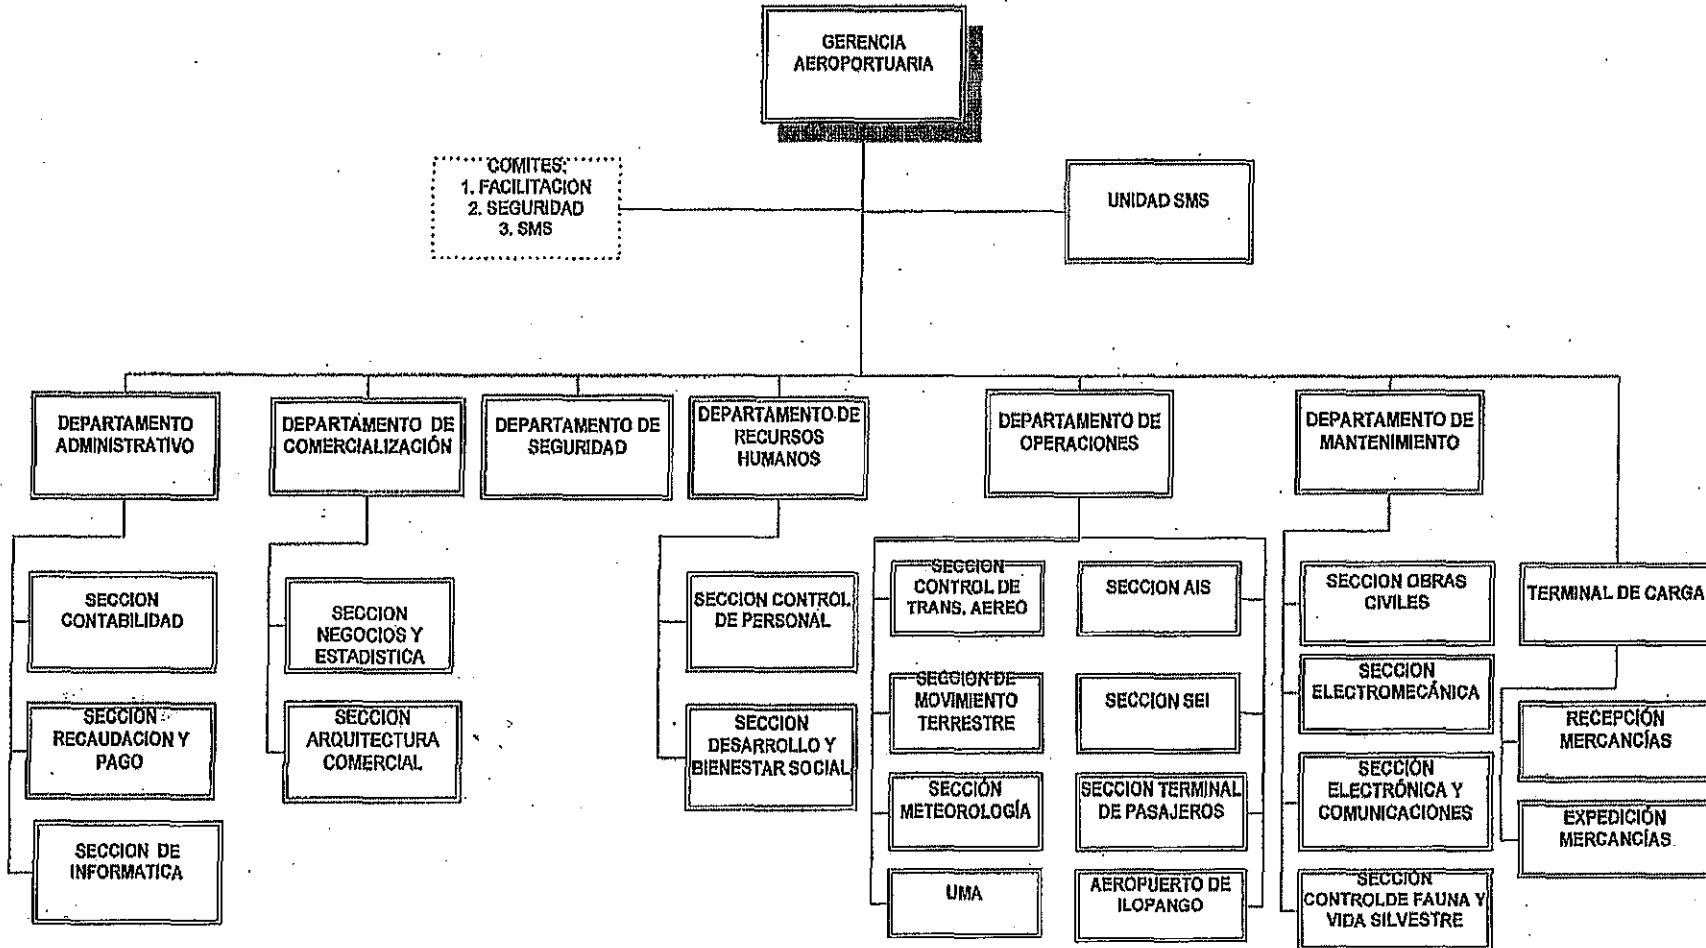 GERENCIA
AEROPORTUARIA
COMITES:
1. FACILITACION
2. SEGURIDAD
3. SMS
UNIDAD SMS
DEPARTAMENTO
ADMINISTRATIVO
DEPARTAMENTO DE
COMERCIALIZACIÓN
DEPARTAMENTO DE
SEGURIDAD
DEPARTAMENTO DE
RECURSOS
HUMANOS
DEPARTAMENTO DE
OPERACIONES
DEPARTAMENTO DE
MANTENIMIENTO
SECCION
CONTABILIDAD
SECCION
RECAUDACION Y
PAGO
SECCION DE
INFORMATICA
SECCION
NEGOCIOS Y
ESTADISTICA
SECCION
ARQUITECTURA
COMERCIAL
SECCION CONTROL
DE PERSONAL
SECCION
DESARROLLO Y
BIENESTAR SOCIAL
SECCION
CONTROL DE
TRANS. AEREO
SECCION DE
MOVIMIENTO
TERRESTRE
SECCIÓN
METEOROLOGÍA
UMA
SECCION AIS
SECCION SEI
SECCION TERMINAL
DE PASAJEROS
AEROPUERTO DE
ILOPANGO
SECCION OBRAS
CIVILES
SECCION
ELECTROMECÁNICA
SECCIÓN
ELECTRÓNICA Y
COMUNICACIONES
SECCIÓN
CONTROLDE FAUNA Y
VIDA SILVESTRE
TERMINAL DE CARGA
RECEPCIÓN
MERCANCÍAS
EXPEDICIÓN
MERCANCÍAS